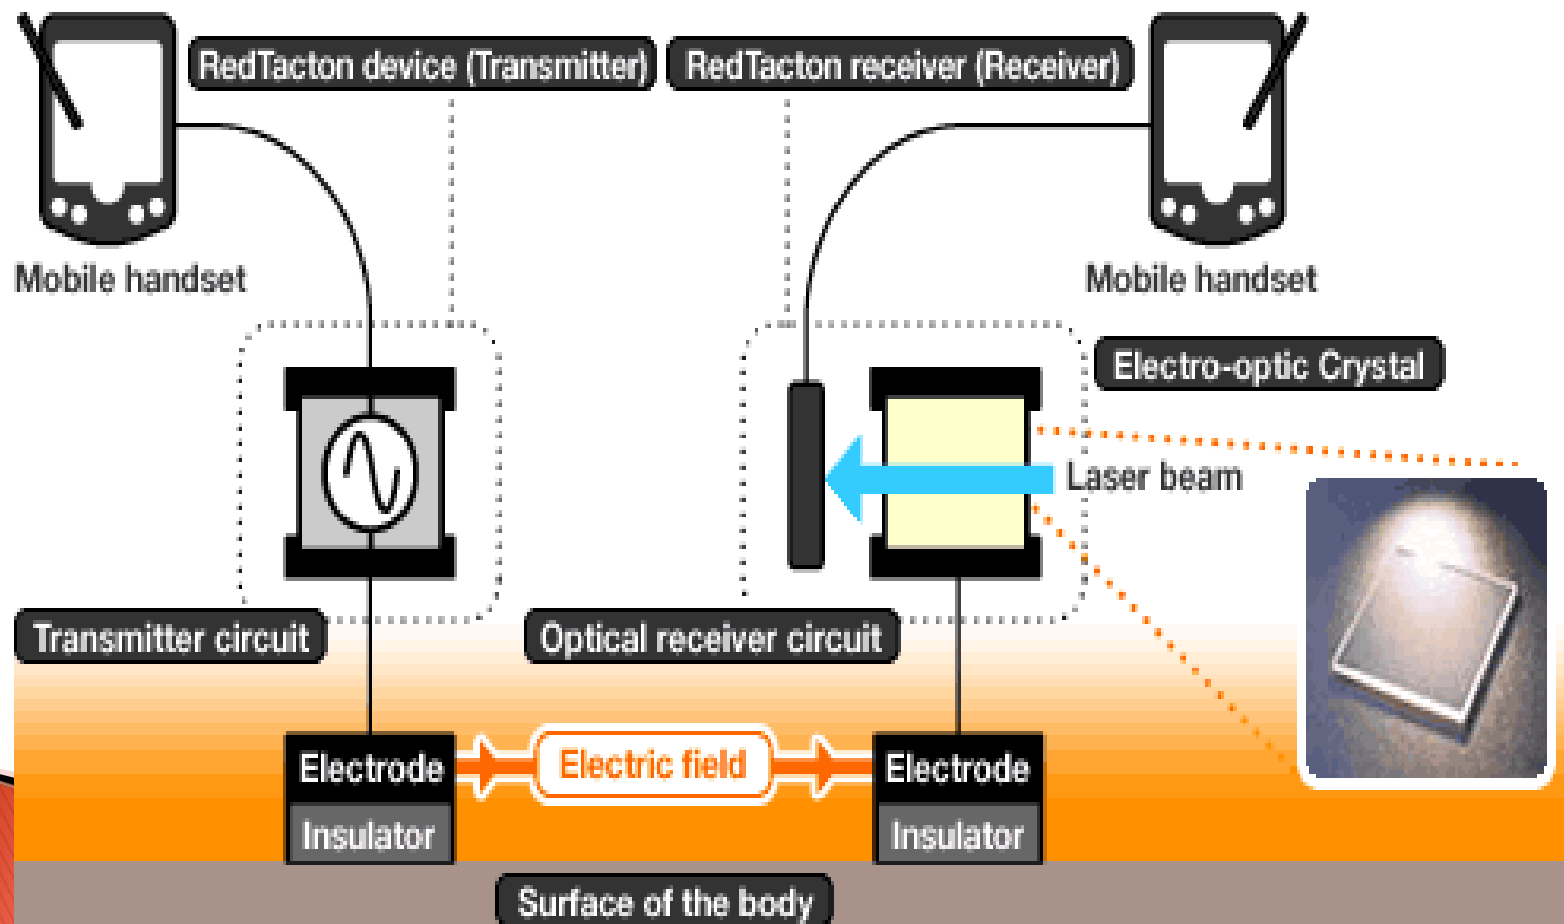 RedTacton device (Transmitter)
RedTacton receiver (Receiver)
Mobile handset
Mobile handset
Electro-optic Crystal
Laser beam
Transmitter circuit
Optical receiver circuit
Electrode
Electric field
Electrode
Insulator
Insulator
Surface of the body